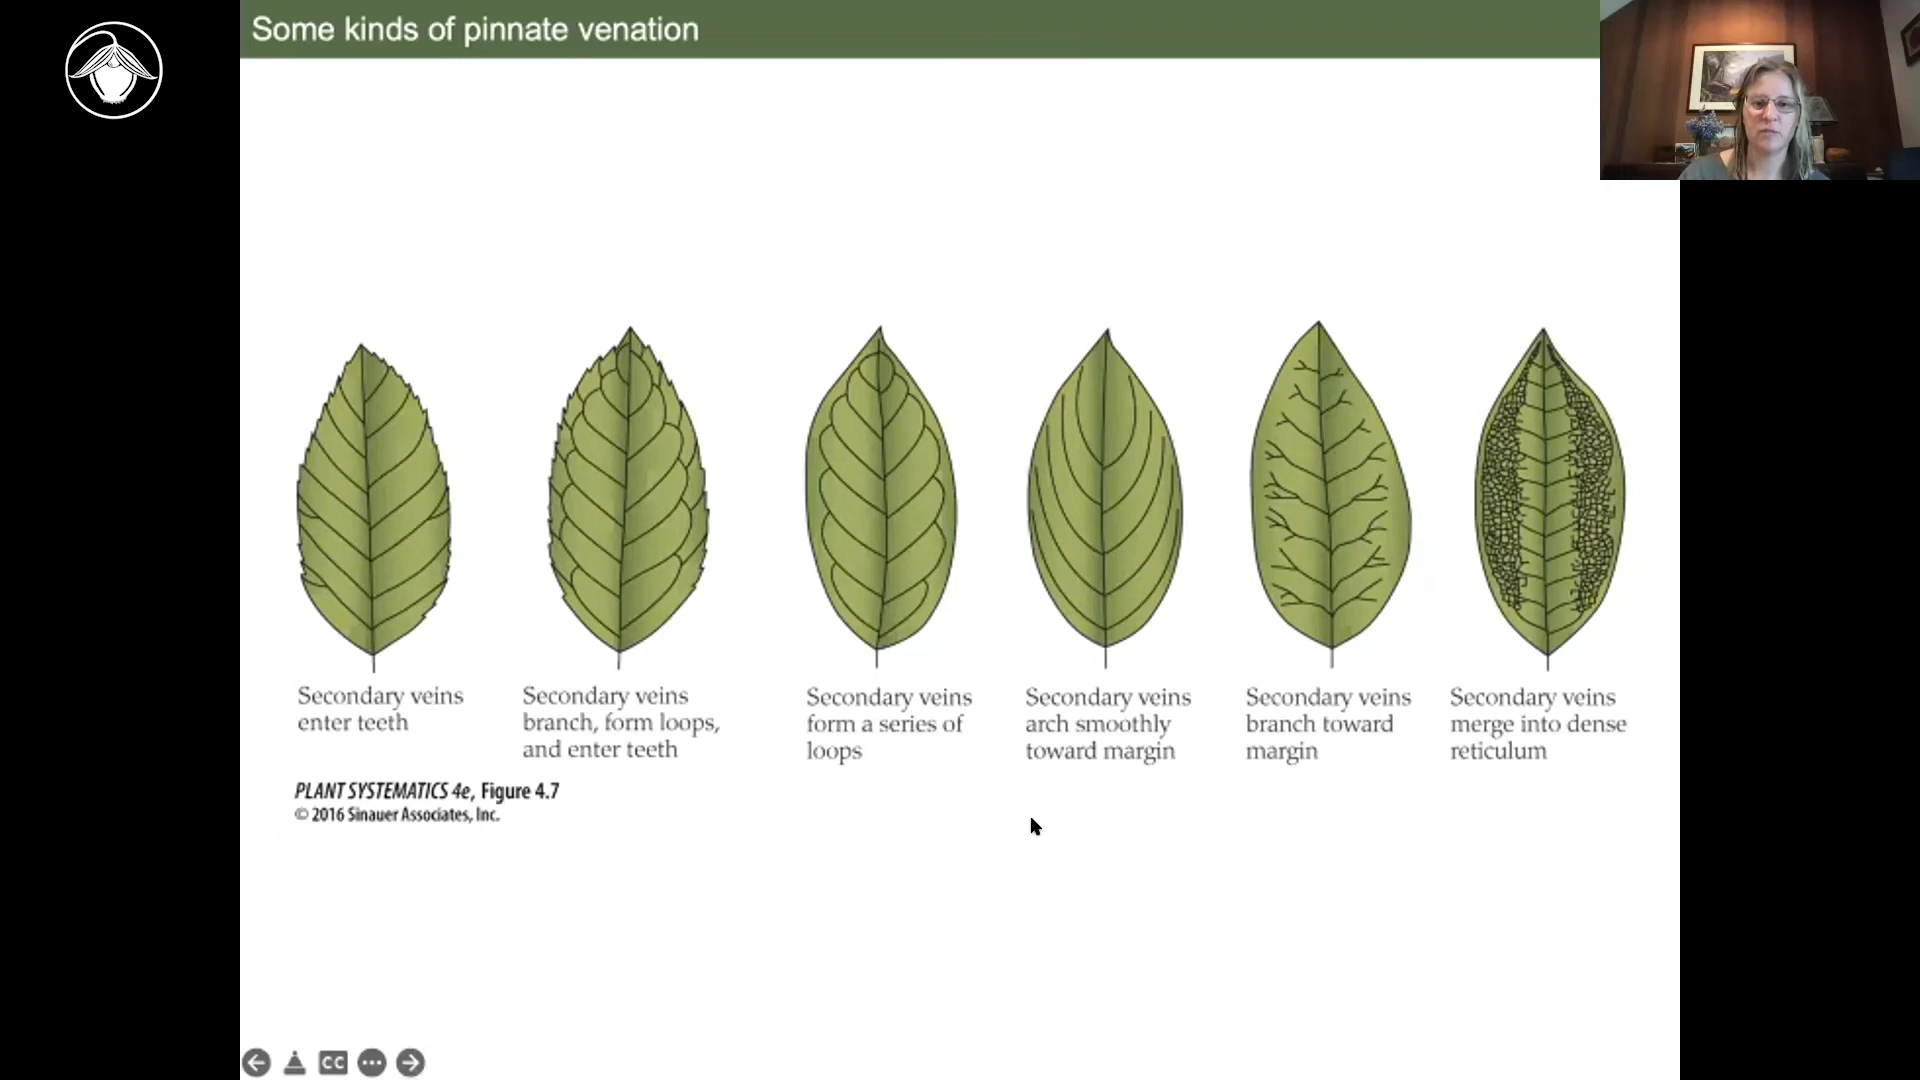 Some kinds of pinnate venation
Secondary veins
enter teeth
Secondary veins
branch, form loops,
and enter teeth
Secondary veins
form a series of
loops
Secondary veins
arch smoothly
toward margin
Secondary veins
branch toward
margin
Secondary veins
merge into dense
reticulum
PLANT SYSTEMATICS 4e, Figure 4.7
© 2016 Sinauer Associates, Inc.
CC